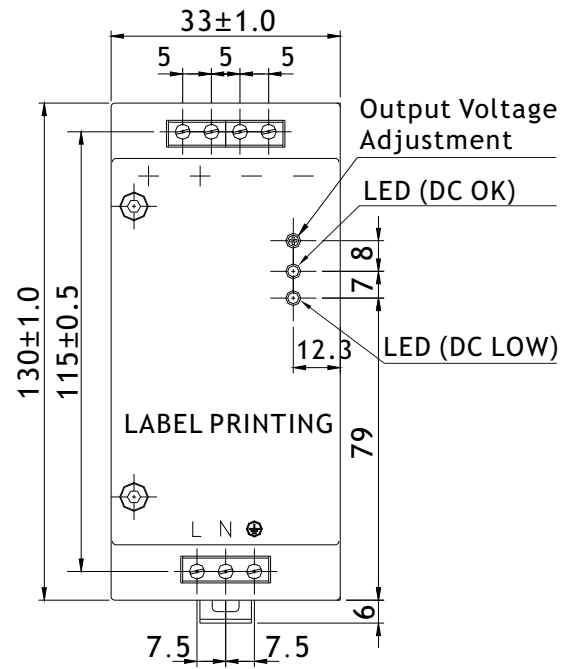 33±1.0
5 5 5
Output Voltage
Adjustment
+ + − −
LED (DC OK)
8
7
130±1.0
115±0.5
12.3
LED (DC LOW)
79
LABEL PRINTING
L N ⏚
6
7.5 7.5